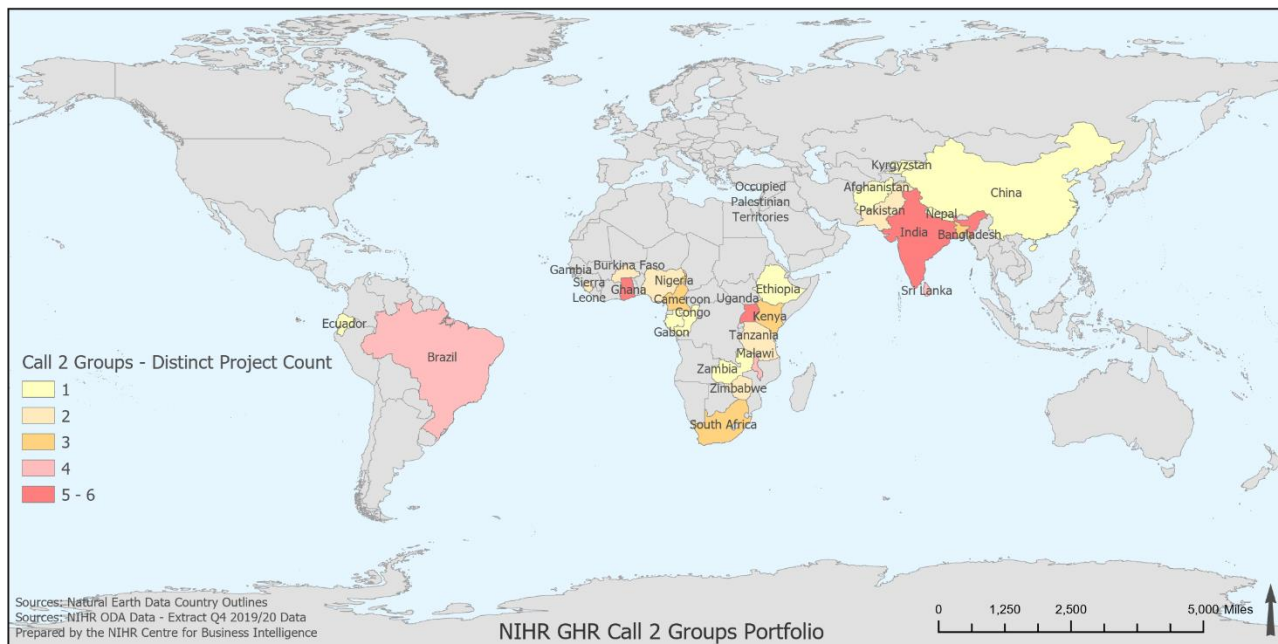 Kyrgyzstan
Afghanistan
China
Occupied
Palestinian
Territories
Pakistan
Nepal
India
Bangladesh
Sri Lanka
Gambia
Burkina Faso
Sierra
Leone
Ghana
Nigeria
Cameroon
Congo
Gabon
Ethiopia
Uganda
Kenya
Tanzania
Malawi
Zambia
Zimbabwe
South Africa
Ecuador
Brazil
Call 2 Groups - Distinct Project Count
1
2
3
4
5 - 6
Sources: Natural Earth Data Country Outlines
Sources: NIHR ODA Data - Extract Q4 2019/20 Data
Prepared by the NIHR Centre for Business Intelligence
NIHR GHR Call 2 Groups Portfolio
0 1,250 2,500 5,000 Miles